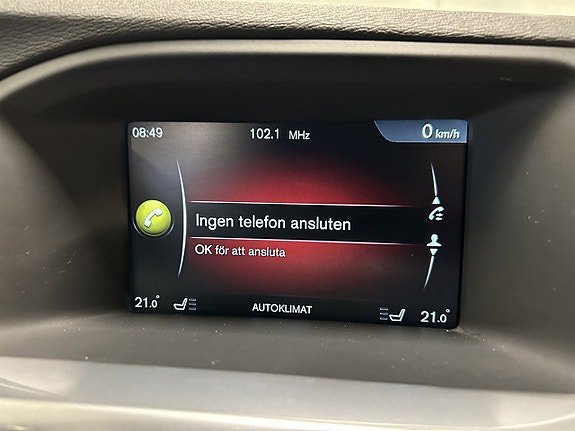 08:49 102.1 MHz 0 km/h
Ingen telefon ansluten
OK för att ansluta
21.0° AUTOKLIMAT 21.0°